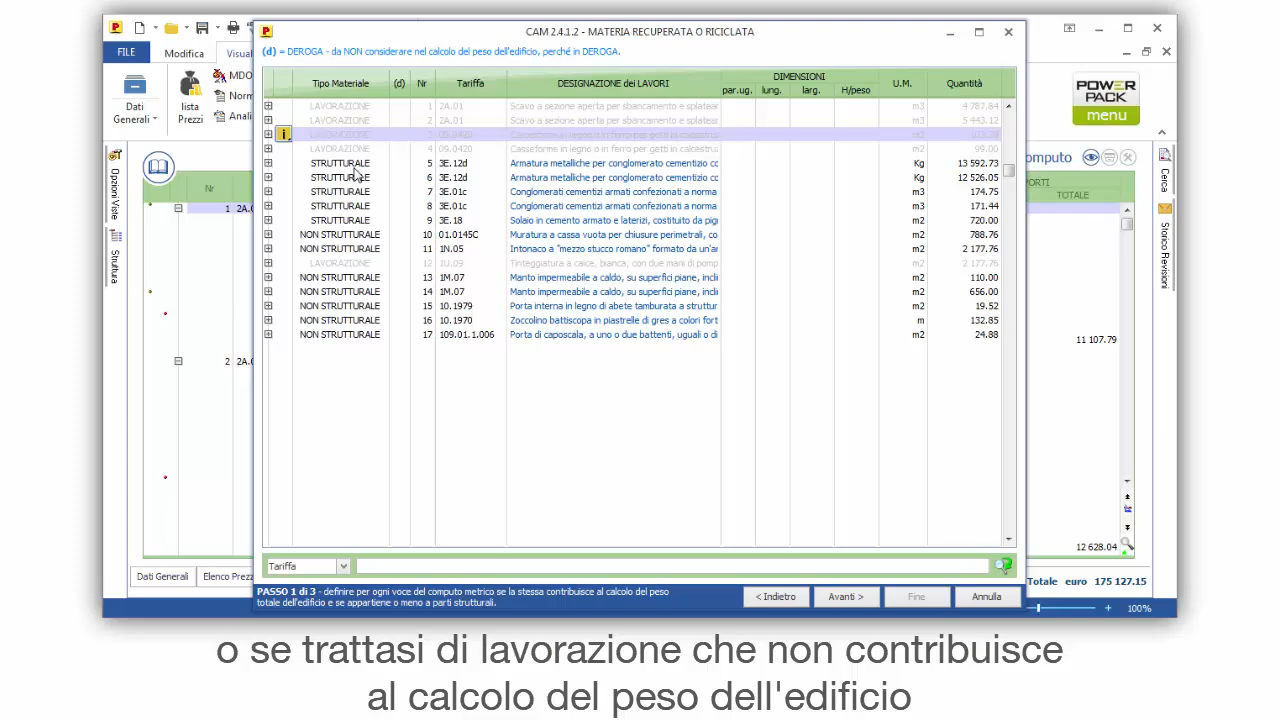 CAM 2.4.1.2 - MATERIA RECUPERATA O RICICLATA
(d) = DEROGA - da NON considerare nel calcolo del peso dell'edificio, perché in DEROGA.
FILE Modifica
Dati Generali
lista Prezzi
POWER PACK menu
Opzioni Viste
Struttura
Cerca
Storico Revisioni
Nr
1 2A.0
2 2A.0
TOTALE
11 107.79
12 628.04
Tipo Materiale (d) Nr Tariffa DESIGNAZIONE dei LAVORI DIMENSIONI par.ug. lung. larg. H/peso U.M. Quantità
LAVORAZIONE 1 2A.01 Scavo a sezione aperta per sbancamento e splatear m3 4 787.84
LAVORAZIONE 2 2A.01 Scavo a sezione aperta per sbancamento e splatear m3 5 443.12
LAVORAZIONE 3 09.0420 m2
LAVORAZIONE 4 09.0420 Casseforme in legno o in ferro per getti in calcestru m2 99.00
STRUTTURALE 5 3E.12d Armatura metalliche per conglomerato cementizio co Kg 13 592.73
STRUTTURALE 6 3E.12d Armatura metalliche per conglomerato cementizio co Kg 12 526.05
STRUTTURALE 7 3E.01c Conglomerati cementizi armati confezionati a norma m3 174.75
STRUTTURALE 8 3E.01c Conglomerati cementizi armati confezionati a norma m3 171.44
STRUTTURALE 9 3E.18 Solaio in cemento armato e laterizi, costituito da pig m2 720.00
NON STRUTTURALE 10 01.0145C Muratura a cassa vuota per chiusure perimetrali, co m2 788.76
NON STRUTTURALE 11 1N.05 Intonaco a "mezzo stucco romano" formato da un'ar m2 2 177.76
LAVORAZIONE 12 1U.09 Tinteggiatura a calce, bianca, con due mani di pomp m2 2 177.76
NON STRUTTURALE 13 1M.07 Manto impermeabile a caldo, su superfici piane, incli m2 110.00
NON STRUTTURALE 14 1M.07 Manto impermeabile a caldo, su superfici piane, incli m2 656.00
NON STRUTTURALE 15 10.1979 Porta interna in legno di abete tamburata a struttur m2 19.52
NON STRUTTURALE 16 10.1970 Zoccolino battiscopa in piastrelle di gres a colori fort m 132.85
NON STRUTTURALE 17 109.01.1.006 Porta di caposcala, a uno o due battenti, uguali o di m2 24.88
Tariffa
PASSO 1 di 3 - definire per ogni voce del computo metrico se la stessa contribuisce al calcolo del peso
totale dell'edificio e se appartiene o meno a parti strutturali.
< Indietro Avanti > Fine Annulla
Dati Generali
Totale euro 175 127.15
100%
o se trattasi di lavorazione che non contribuisce
al calcolo del peso dell'edificio